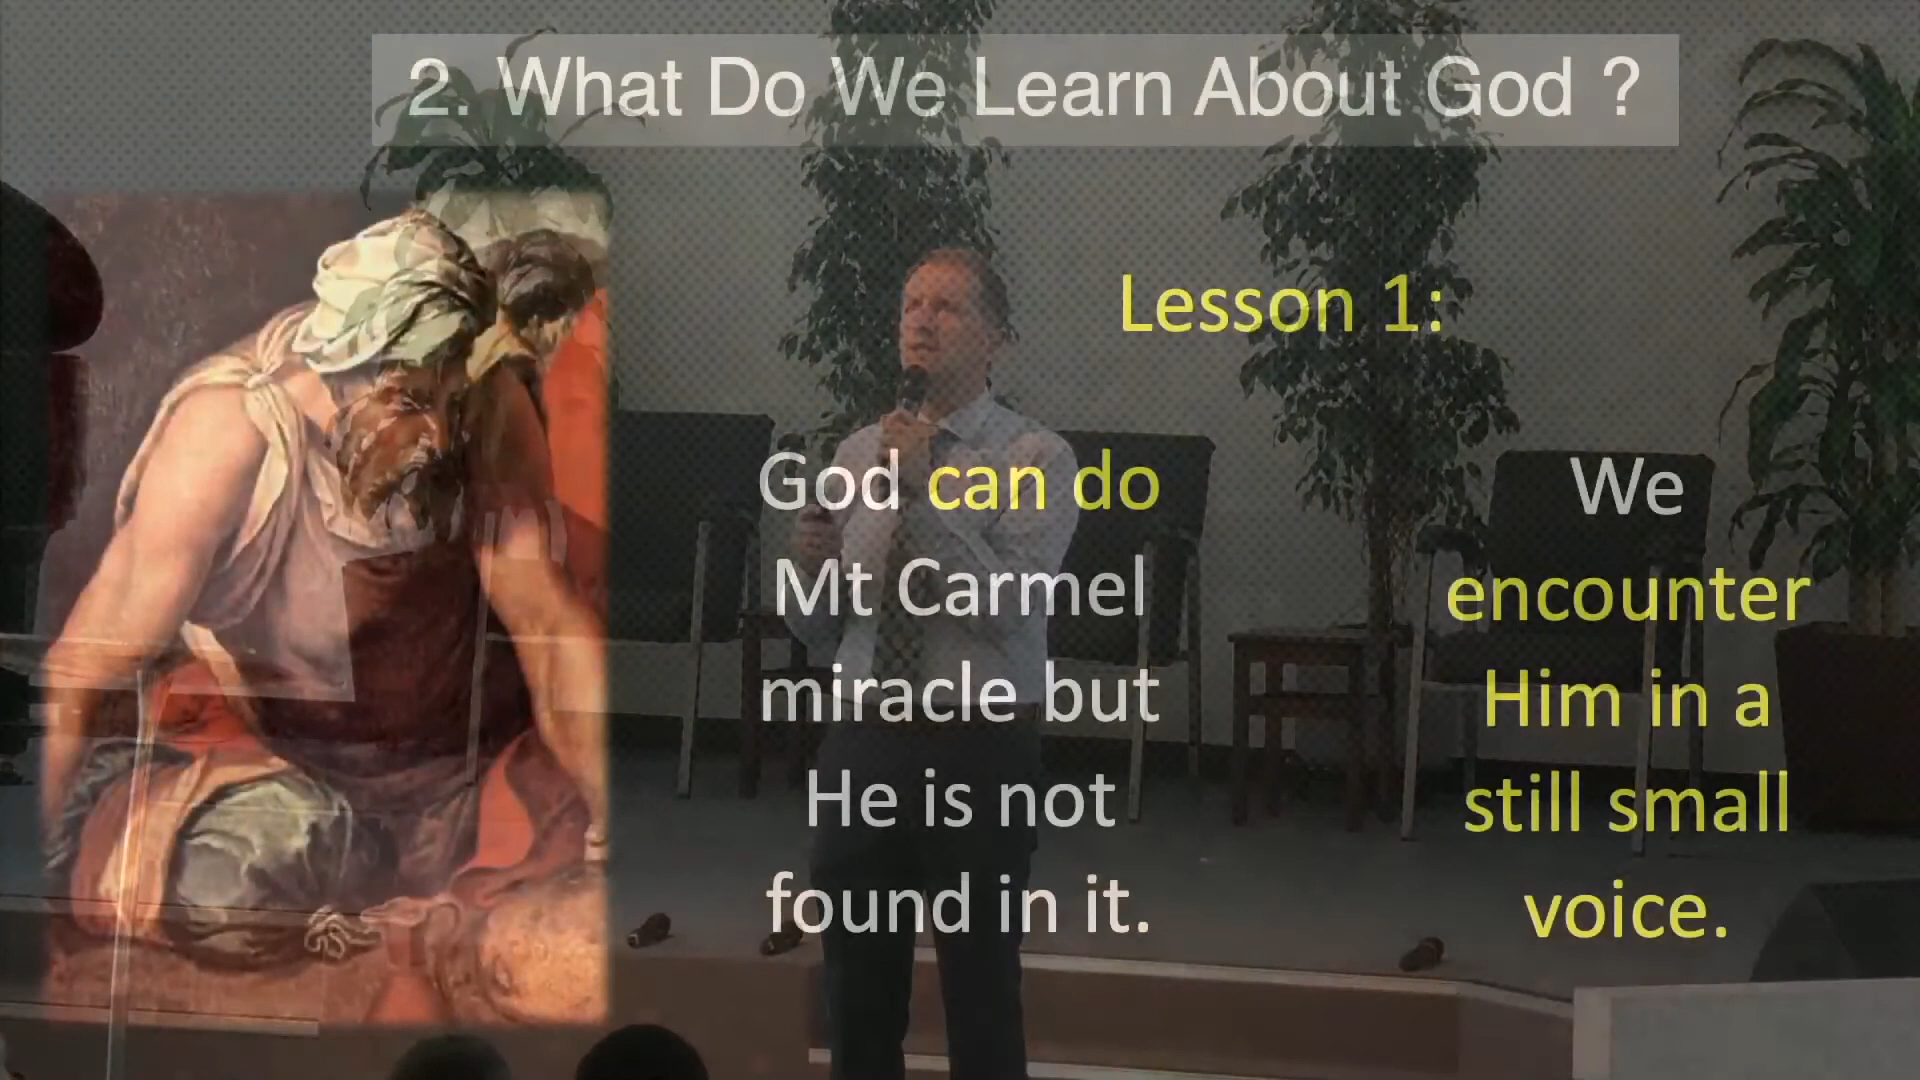 2. What Do We Learn About God ?
Lesson 1:
God can do
Mt Carmel
miracle but
He is not
found in it.
We
encounter
Him in a
still small
voice.